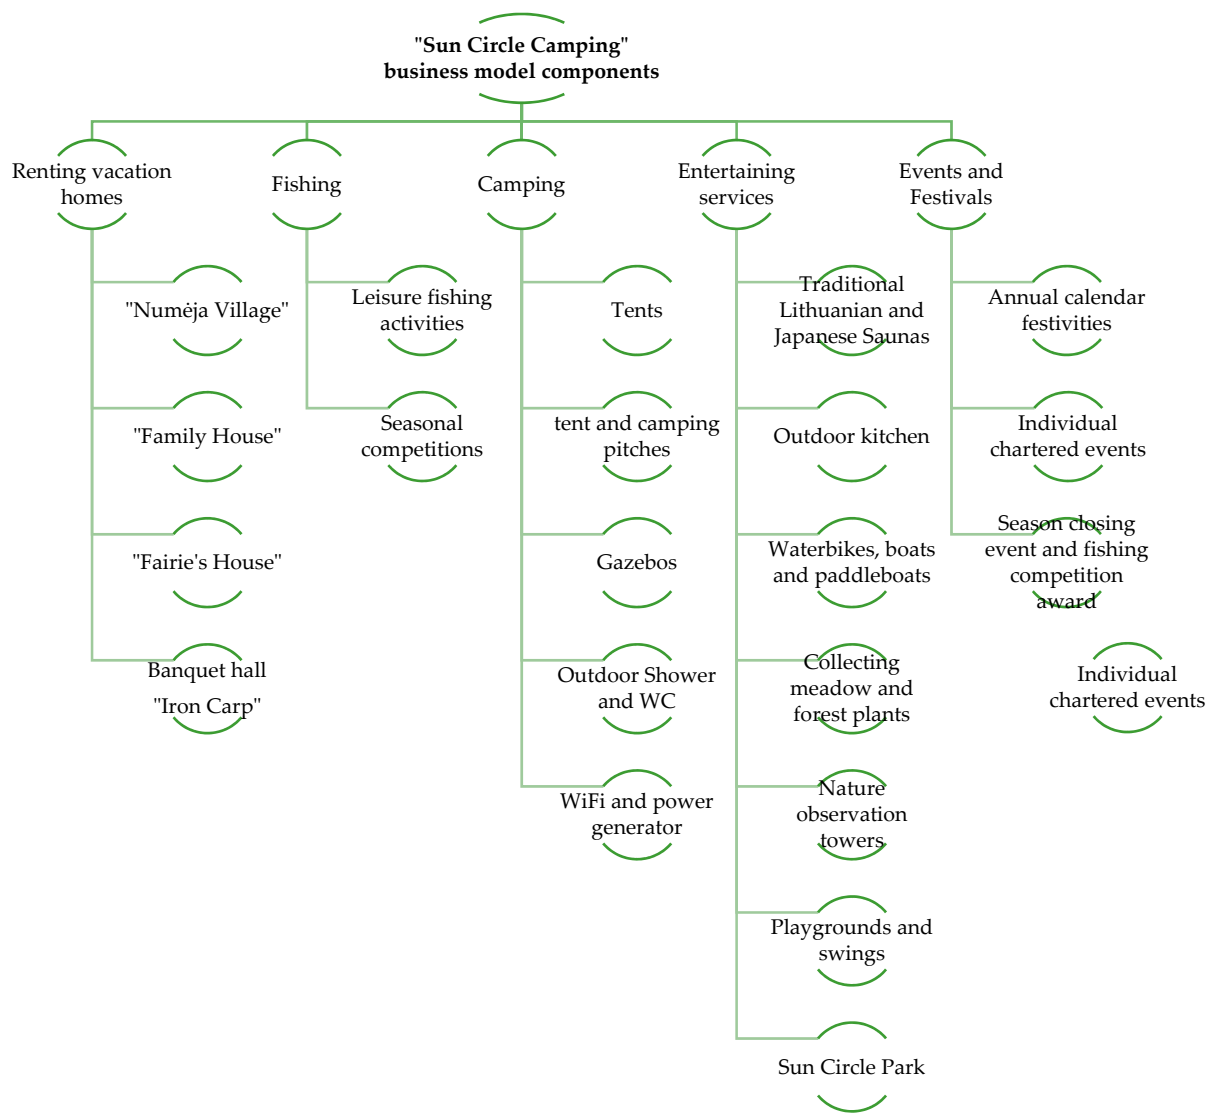 "Sun Circle Camping"
business model components
Renting vacation
homes
"Numėja Village"
"Family House"
"Fairie's House"
Banquet hall
"Iron Carp"
Fishing
Leisure fishing
activities
Seasonal
competitions
Camping
Tents
tent and camping
pitches
Gazebos
Outdoor Shower
and WC
WiFi and power
generator
Entertaining
services
Traditional
Lithuanian and
Japanese Saunas
Outdoor kitchen
Waterbikes, boats
and paddleboats
Collecting
meadow and
forest plants
Nature
observation
towers
Playgrounds and
swings
Sun Circle Park
Events and
Festivals
Annual calendar
festivities
Individual
chartered events
Season closing
event and fishing
competition
award
Individual
chartered events